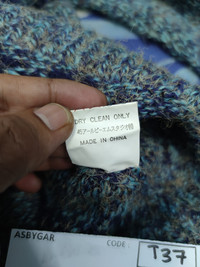 DRY CLEAN ONLY
MADE IN CHINA
ASBYGAR
CODE:
T37